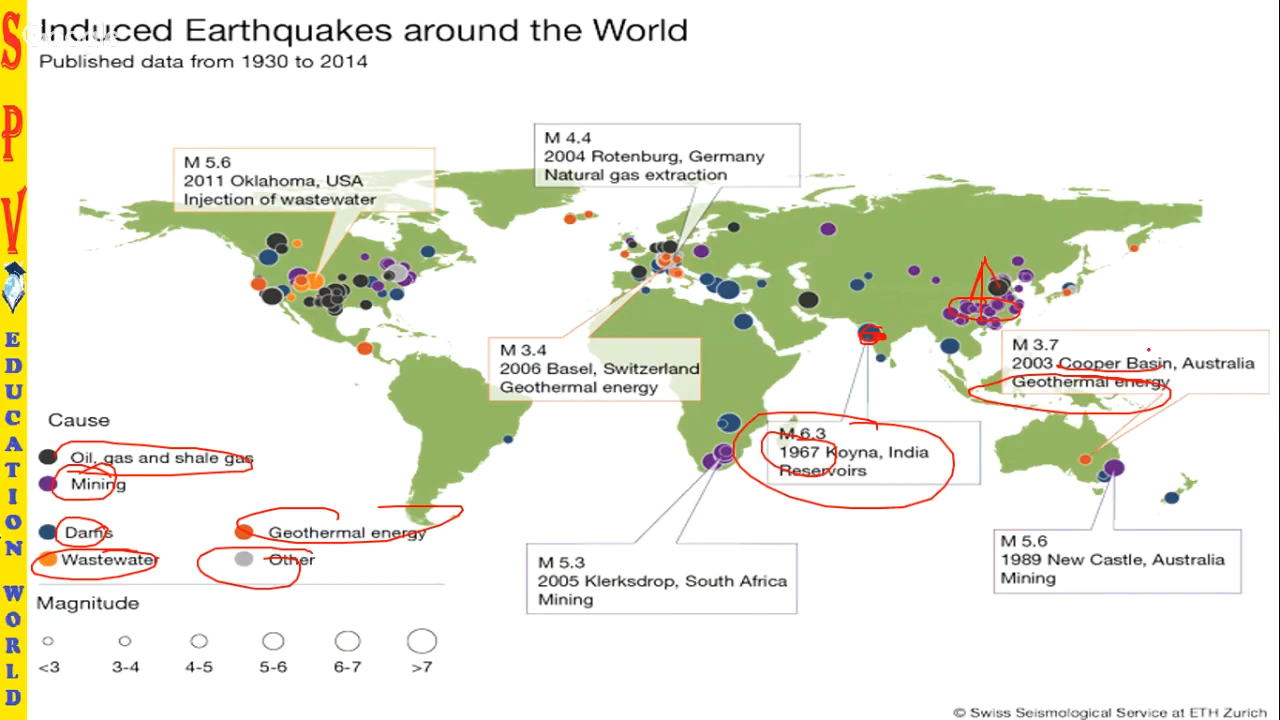 SPV EDUCATION WORLD
Google
Induced Earthquakes around the World
Published data from 1930 to 2014
M 5.6
2011 Oklahoma, USA
Injection of wastewater
M 4.4
2004 Rotenburg, Germany
Natural gas extraction
M 3.4
2006 Basel, Switzerland
Geothermal energy
M 3.7
2003 Cooper Basin, Australia
Geothermal energy
M 6.3
1967 Koyna, India
Reservoirs
M 5.3
2005 Klerksdrop, South Africa
Mining
M 5.6
1989 New Castle, Australia
Mining
Cause
Oil, gas and shale gas
Mining
Dams
Geothermal energy
Wastewater
Other
Magnitude
<3 3-4 4-5 5-6 6-7 >7
© Swiss Seismological Service at ETH Zurich